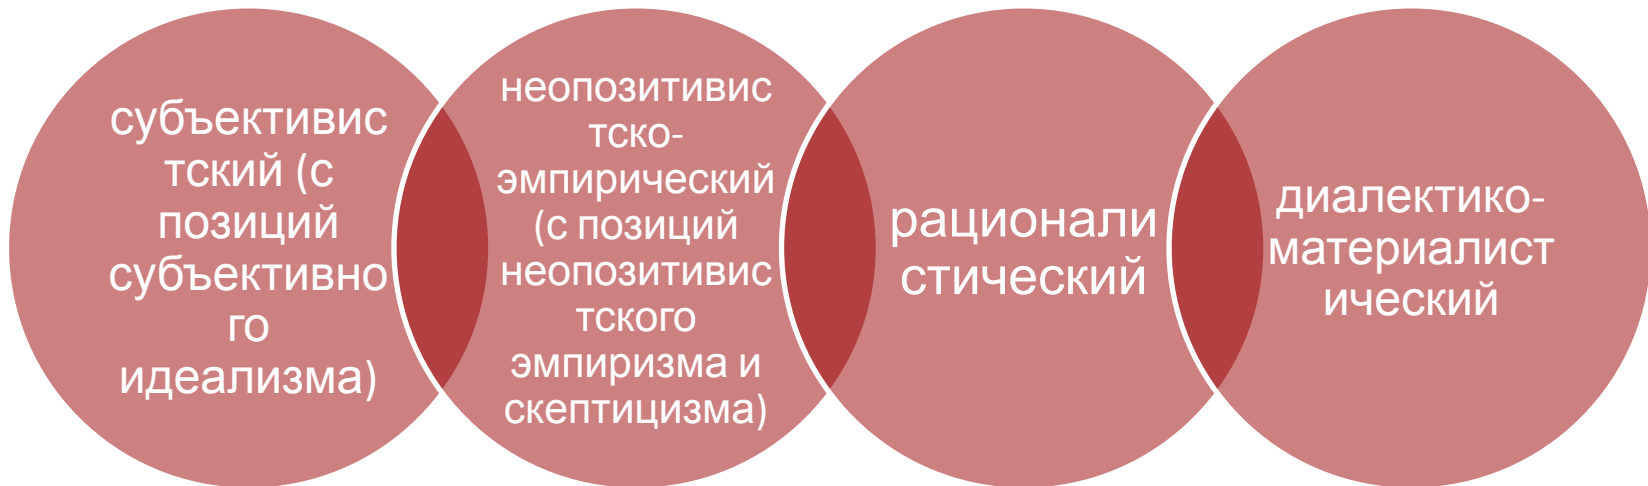 субъективис
тский (с
позиций
субъективно
го
идеализма)
неопозитивис
тско-
эмпирический
(с позиций
неопозитивис
тского
эмпиризма и
скептицизма)
рационали
стический
диалектико-
материалист
ический